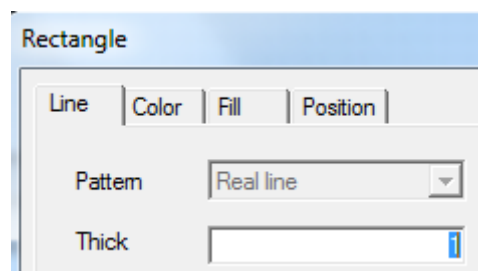 Rectangle
Line Color Fill Position
Pattern Real line
Thick 1